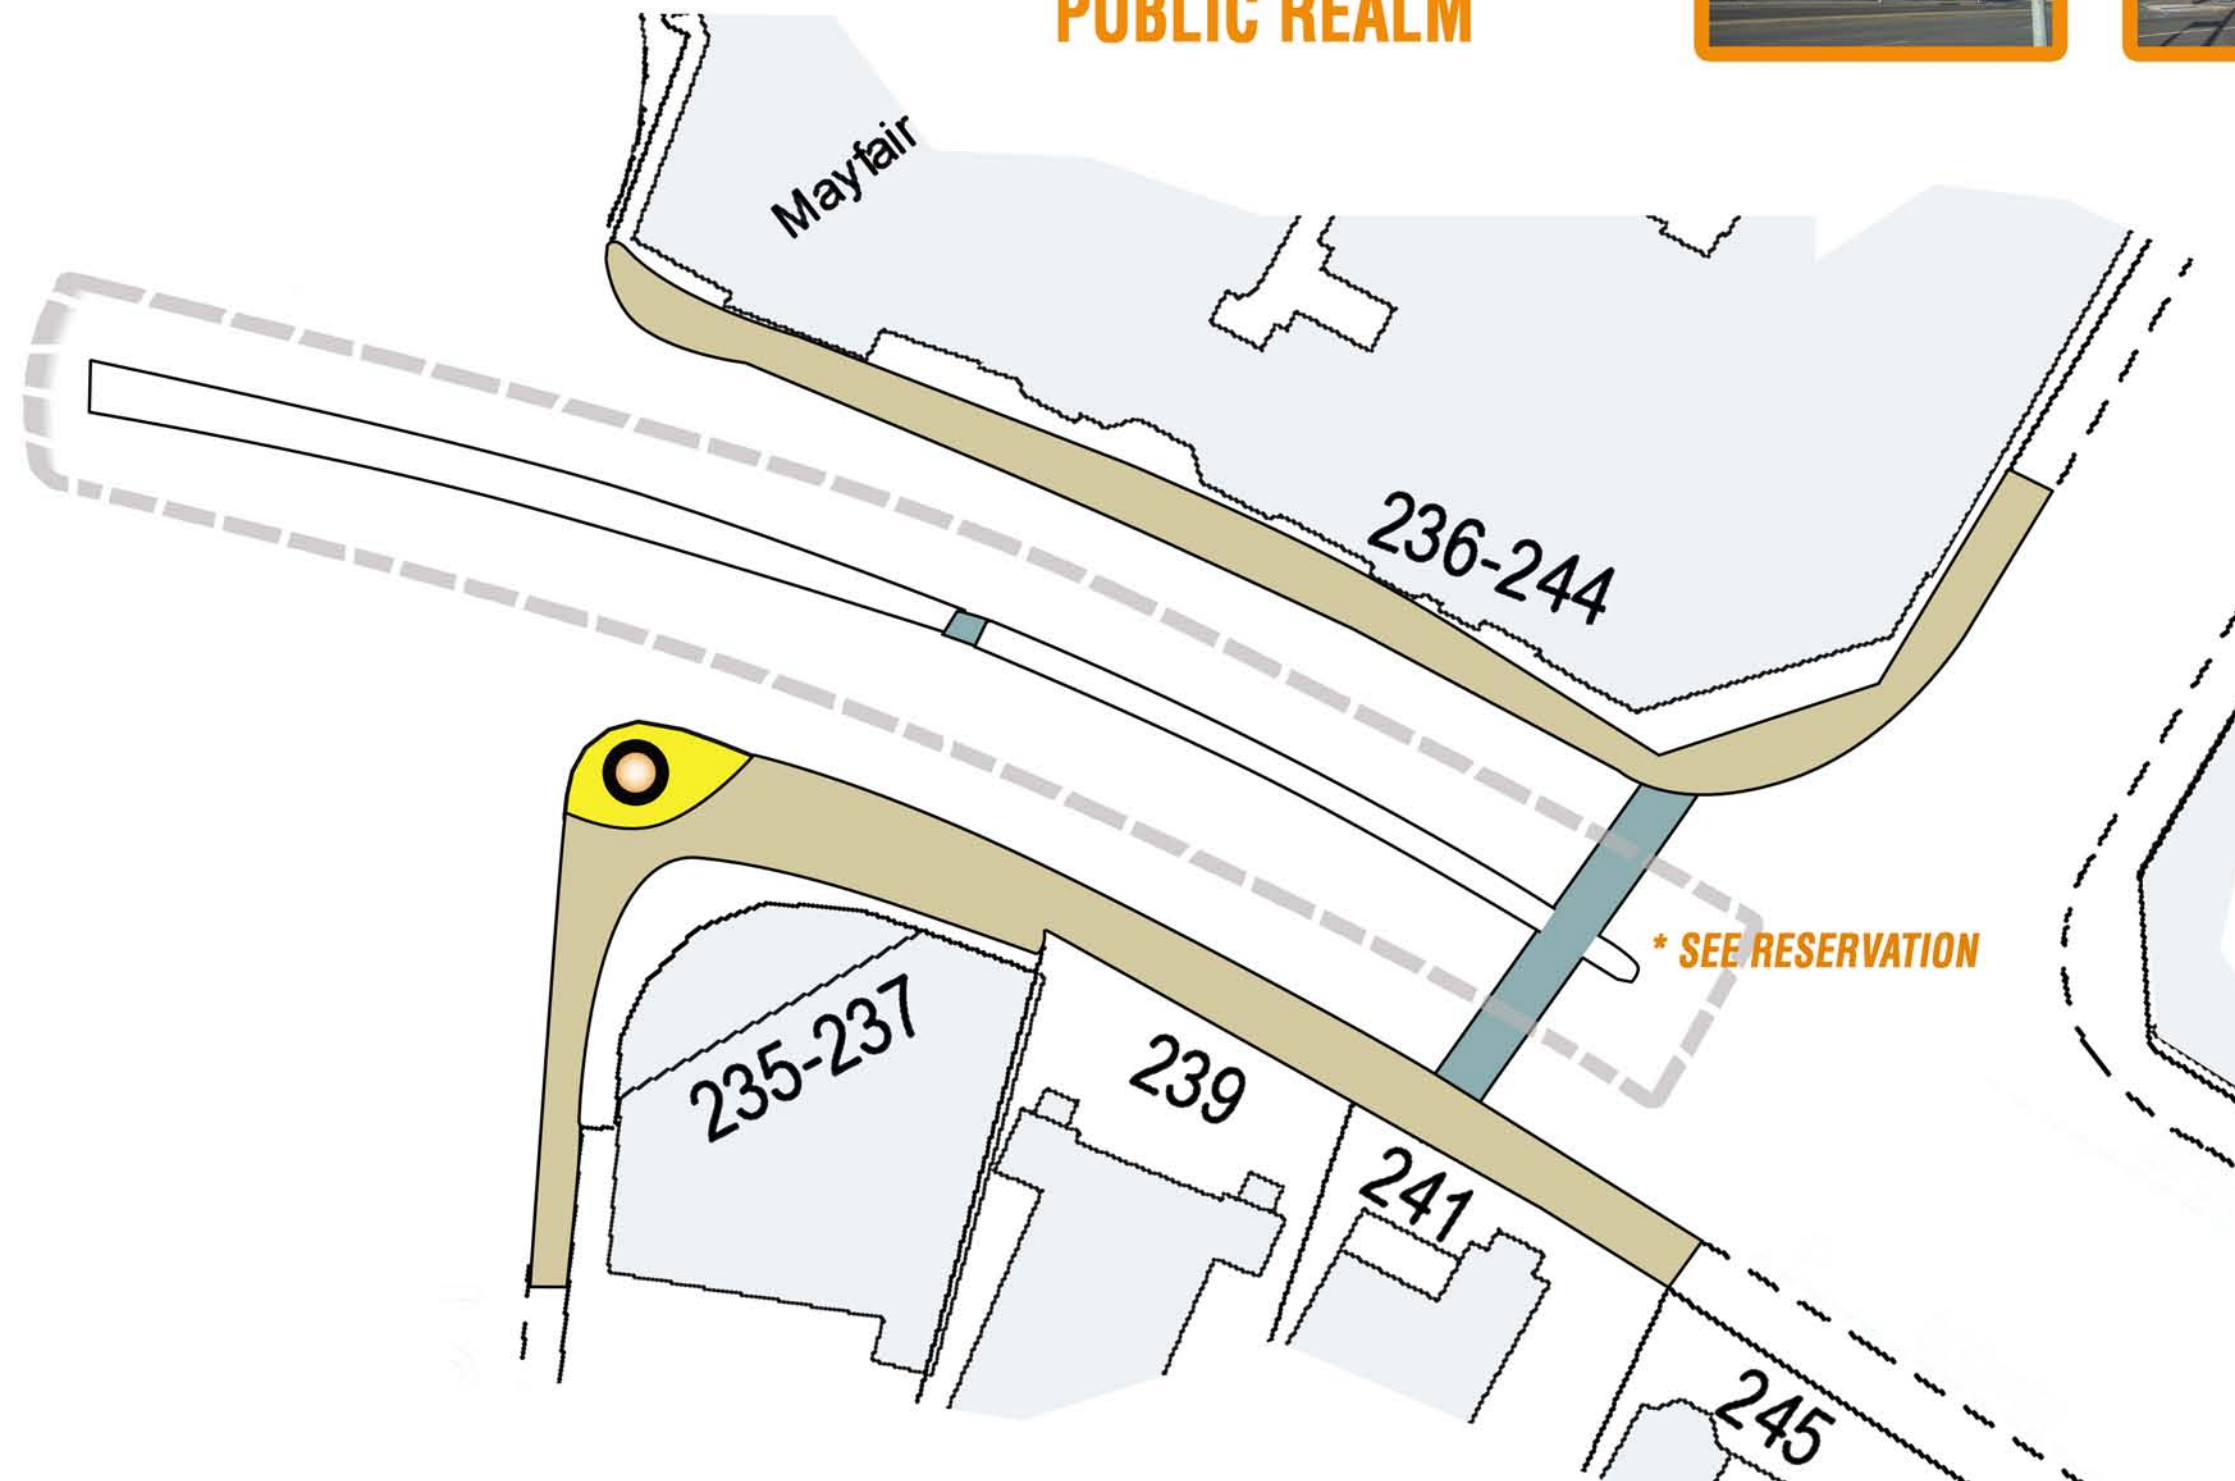 PUBLIC REALM
Mayfair
236-244
* SEE RESERVATION
235-237
239
241
245